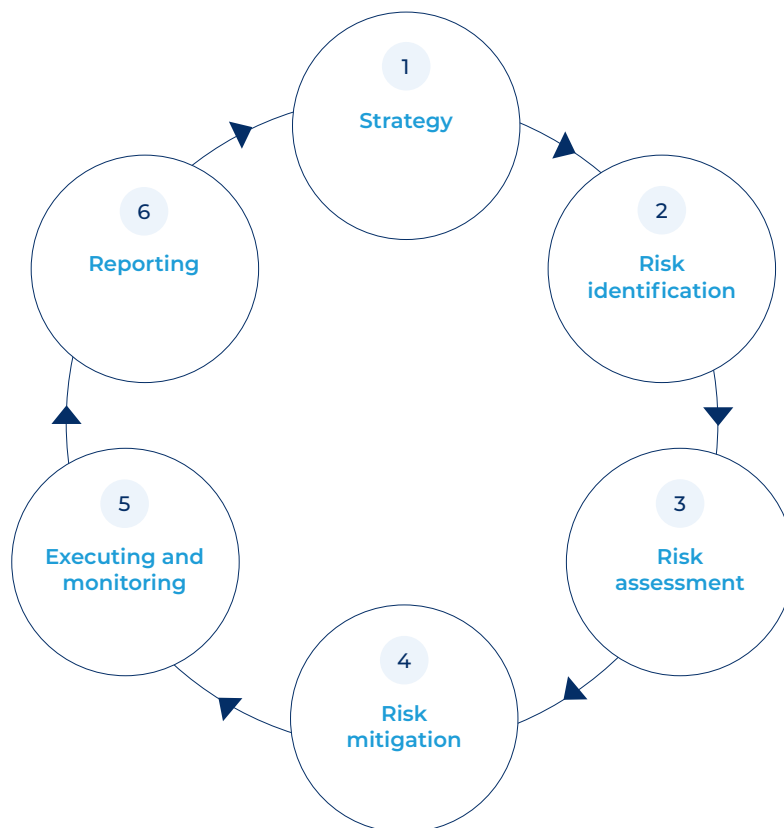 1
Strategy
2
Risk
identification
3
Risk
assessment
4
Risk
mitigation
5
Executing and
monitoring
6
Reporting